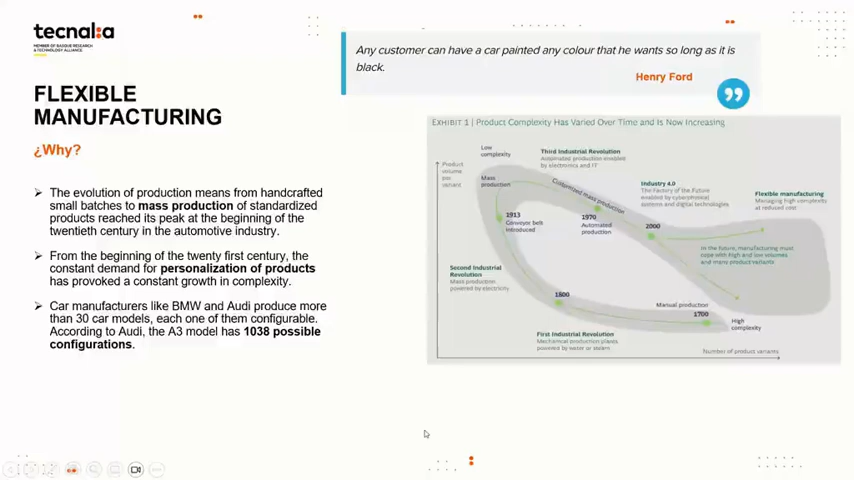 tecnal:a
MEMBER OF BASQUE RESEARCH
& TECHNOLOGY ALLIANCE
FLEXIBLE
MANUFACTURING
¿Why?
➢ The evolution of production means from handcrafted
small batches to mass production of standardized
products reached its peak at the beginning of the
twentieth century in the automotive industry.
➢ From the beginning of the twenty first century, the
constant demand for personalization of products
has provoked a constant growth in complexity.
➢ Car manufacturers like BMW and Audi produce more
than 30 car models, each one of them configurable.
According to Audi, the A3 model has 1038 possible
configurations.
Any customer can have a car painted any colour that he wants so long as it is
black.
Henry Ford
EXHIBIT 1 | Product Complexity Has Varied Over Time and Is Now Increasing
Product
volume
per
variant
Low
complexity
Mass
production
Third Industrial Revolution
Automated production enabled
by electronics and IT
Customized mass production
Industry 4.0
The Factory of the Future
enabled by cyberphysical
systems and digital technologies
Flexible manufacturing
Managing high complexity
at reduced cost
1913
Conveyor belt
introduced
1970
Automated
production
2000
In the future, manufacturing must
cope with high and low volumes
and many product variants
Second Industrial
Revolution
Mass production
powered by electricity
1800
Manual production
1700
High
complexity
First Industrial Revolution
Mechanical production plants
powered by water or steam
Number of product variants